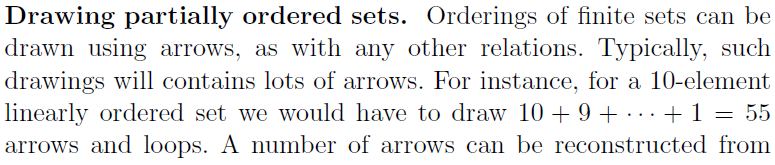 Drawing partially ordered sets. Orderings of finite sets can be
drawn using arrows, as with any other relations. Typically, such
drawings will contains lots of arrows. For instance, for a 10-element
linearly ordered set we would have to draw 10 + 9 + ··· + 1 = 55
arrows and loops. A number of arrows can be reconstructed from